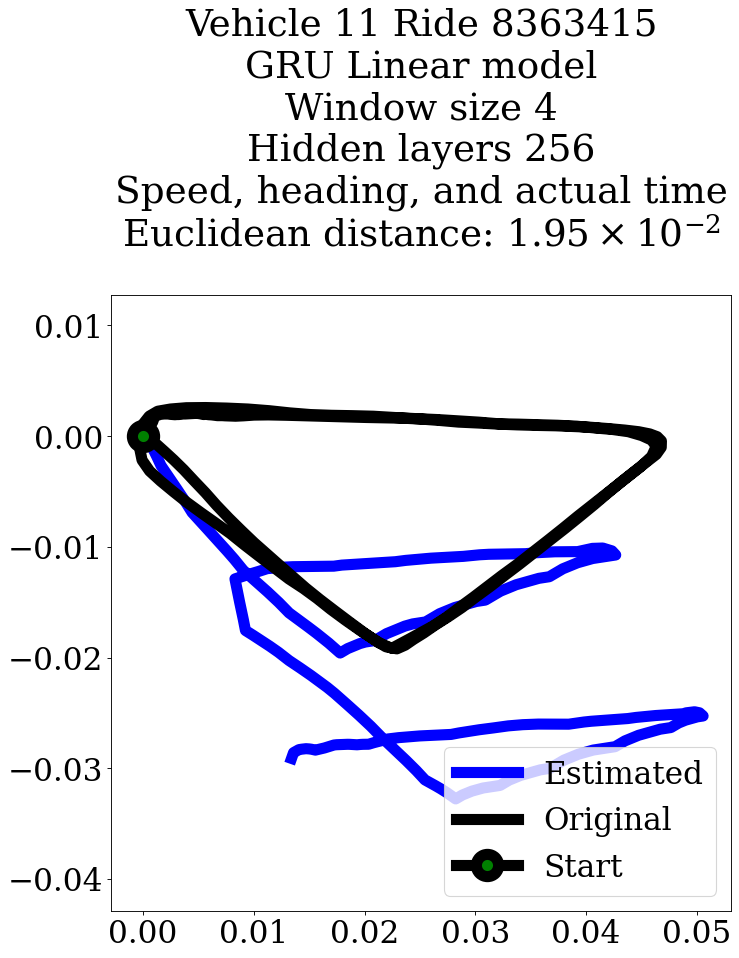 Vehicle 11 Ride 8363415
GRU Linear model
Window size 4
Hidden layers 256
Speed, heading, and actual time
Euclidean distance: 1.95 × 10⁻²
0.01
0.00
−0.01
−0.02
−0.03
−0.04
Estimated
Original
Start
0.00 0.01 0.02 0.03 0.04 0.05